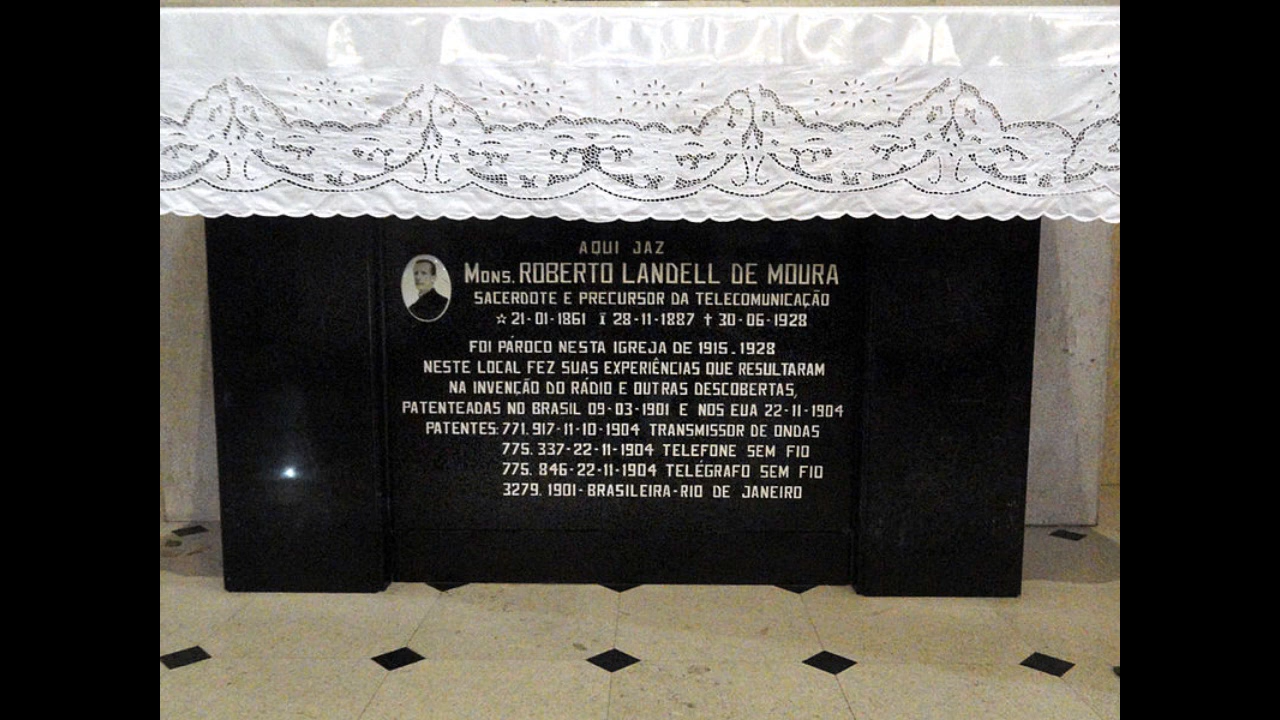 AQUI JAZ
MONS. ROBERTO LANDELL DE MOURA
SACERDOTE E PRECURSOR DA TELECOMUNICAÇÃO
☆ 21-01-1861 ⵊ 28-11-1887 † 30-06-1928
FOI PÁROCO NESTA IGREJA DE 1915-1928
NESTE LOCAL FEZ SUAS EXPERIÊNCIAS QUE RESULTARAM
NA INVENÇÃO DO RÁDIO E OUTRAS DESCOBERTAS,
PATENTEADAS NO BRASIL 09-03-1901 E NOS EUA 22-11-1904
PATENTES: 771. 917-11-10-1904 TRANSMISSOR DE ONDAS
775. 337-22-11-1904 TELEFONE SEM FIO
775. 846-22-11-1904 TELÉGRAFO SEM FIO
3279. 1901-BRASILEIRA-RIO DE JANEIRO